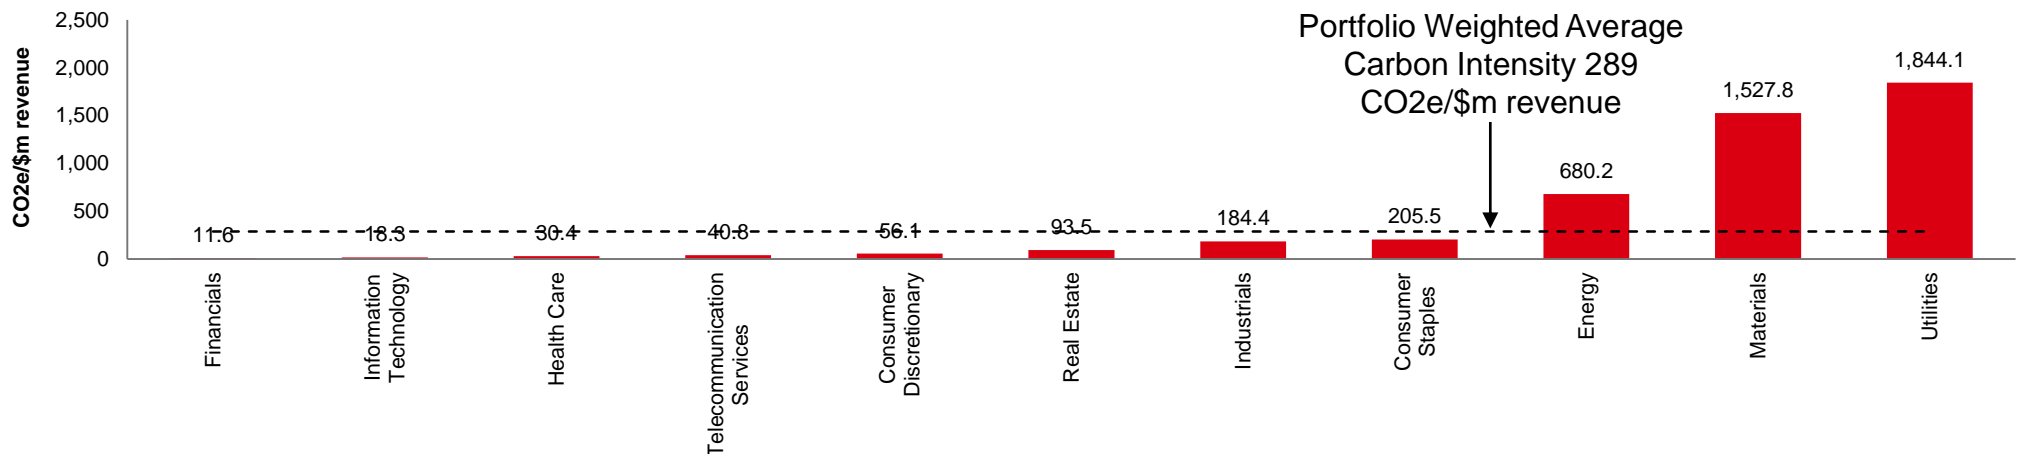 Portfolio Weighted Average
Carbon Intensity 289
CO2e/$m revenue
CO2e/$m revenue
2,500
2,000
1,500
1,000
500
0
11.6
18.3
30.4
40.8
56.1
93.5
184.4
205.5
680.2
1,527.8
1,844.1
Financials
Information
Technology
Health Care
Telecommunication
Services
Consumer
Discretionary
Real Estate
Industrials
Consumer
Staples
Energy
Materials
Utilities